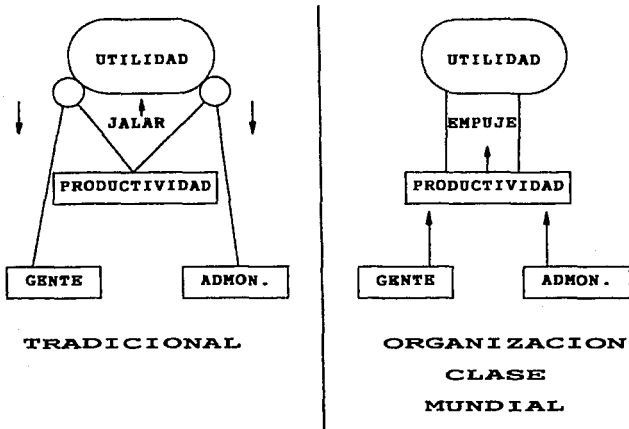 UTILIDAD
JALAR
PRODUCTIVIDAD
GENTE
ADMON.
TRADICIONAL
UTILIDAD
EMPUJE
PRODUCTIVIDAD
GENTE
ADMON.
ORGANIZACION
CLASE
MUNDIAL